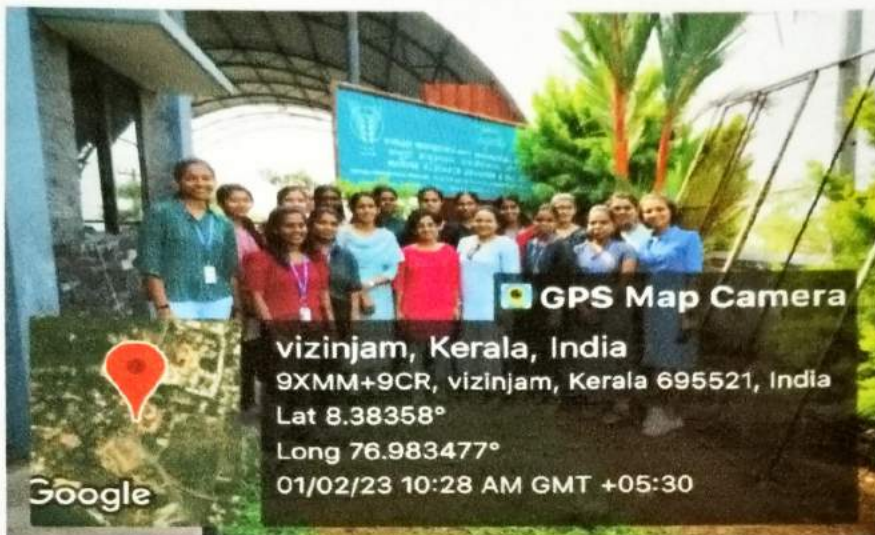 GPS Map Camera
vizinjam, Kerala, India
9XMM+9CR, vizinjam, Kerala 695521, India
Lat 8.38358°
Long 76.983477°
01/02/23 10:28 AM GMT +05:30
Google